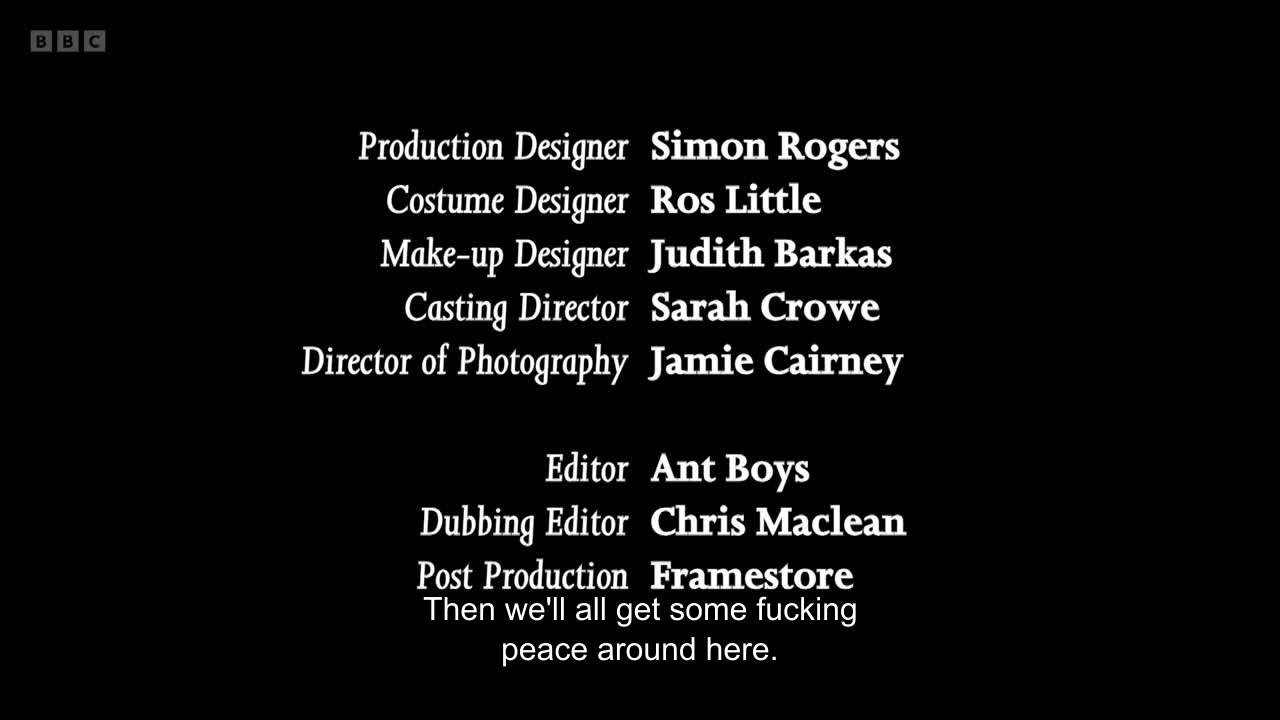 BBC
Production Designer Simon Rogers
Costume Designer Ros Little
Make-up Designer Judith Barkas
Casting Director Sarah Crowe
Director of Photography Jamie Cairney
Editor Ant Boys
Dubbing Editor Chris Maclean
Post Production Framestore
Then we'll all get some fucking
peace around here.